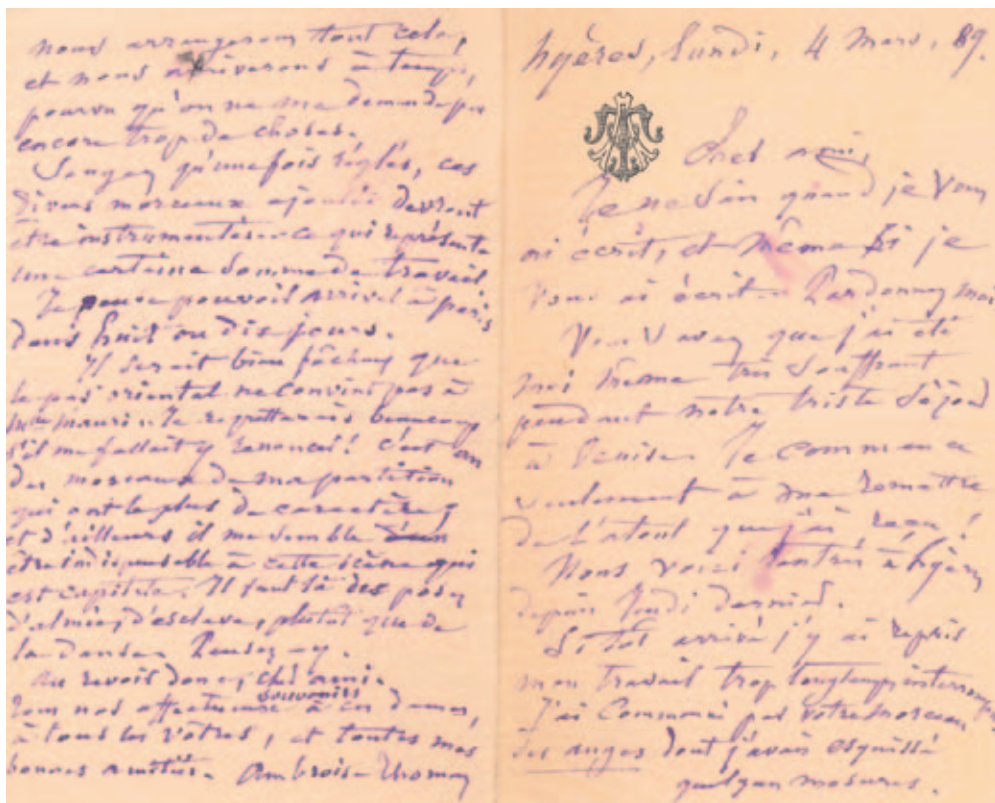 Hyères, lundi, 4 Mars, 89.
Cher ami,
Je ne sais quand je vous
ai écrit, et même si je
vous ai écrit. Pardonnez moi
Vous savez que j'ai été
moi même très souffrant
pendant notre triste séjour
à Venise. Je commence
seulement à me remettre
de l'atout que j'ai reçu !
Nous voici rentrés à Hyères
depuis lundi dernier.
Sitôt arrivé j'y ai repris
mon travail trop longtemps interrompu
J'ai commencé par votre morceau
des anges dont j'avais esquissé
quelques mesures.
nous arrangerons tout cela,
et nous arriverons à temps,
pourvu qu'on ne me demande pas
encore trop de choses.
Songez qu'une fois réglés, ces
divers morceaux ajoutés devront
être instrumentés. ce qui représente
une certaine somme de travail.
Je pense pouvoir arriver à paris
dans huit ou dix jours.
Il serait bien fâcheux que
le pas oriental ne convint pas à
Mlle Mauri. Je regretterais beaucoup
s'il me fallait y renoncer! c'est un
des morceaux de ma partition
qui ont le plus de caractère,
et d'ailleurs il me semble
être indispensable à cette scène qui
est capitale. Il faut là des poses
d'almées, d'esclaves, plutôt que de
la danse. Pensez-y.
au revoir donc, cher ami.
Tous nos affectueux souvenirs à ces dames,
à tous les vôtres, et toutes mes
bonnes amitiés. Ambroise Thomas